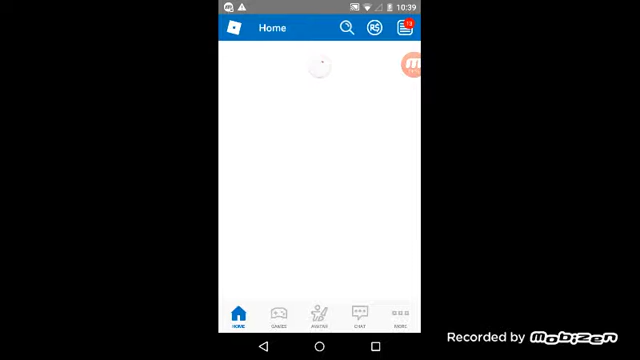 10:39
Home
R$
13
HOME
GAMES
AVATAR
CHAT
MORE
Recorded by mobizen